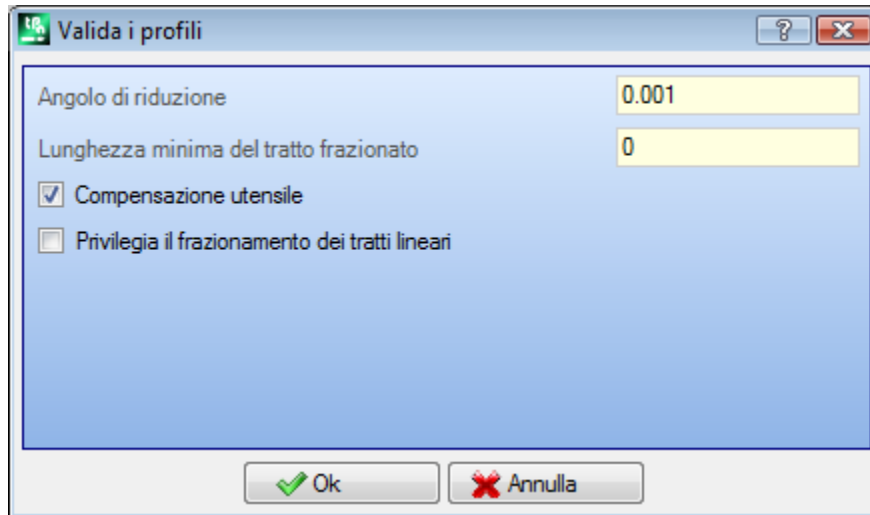 Valida i profili
Angolo di riduzione 0.001
Lunghezza minima del tratto frazionato 0
Compensazione utensile
Privilegia il frazionamento dei tratti lineari
Ok Annulla